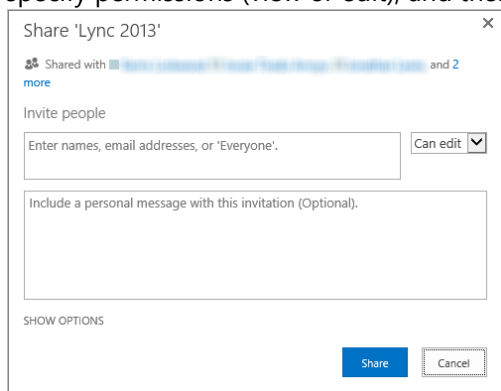 specify permissions (view or edit), and the
Share 'Lync 2013'
Shared with and 2
more
Invite people
Enter names, email addresses, or 'Everyone'.
Can edit
Include a personal message with this invitation (Optional).
SHOW OPTIONS
Share
Cancel